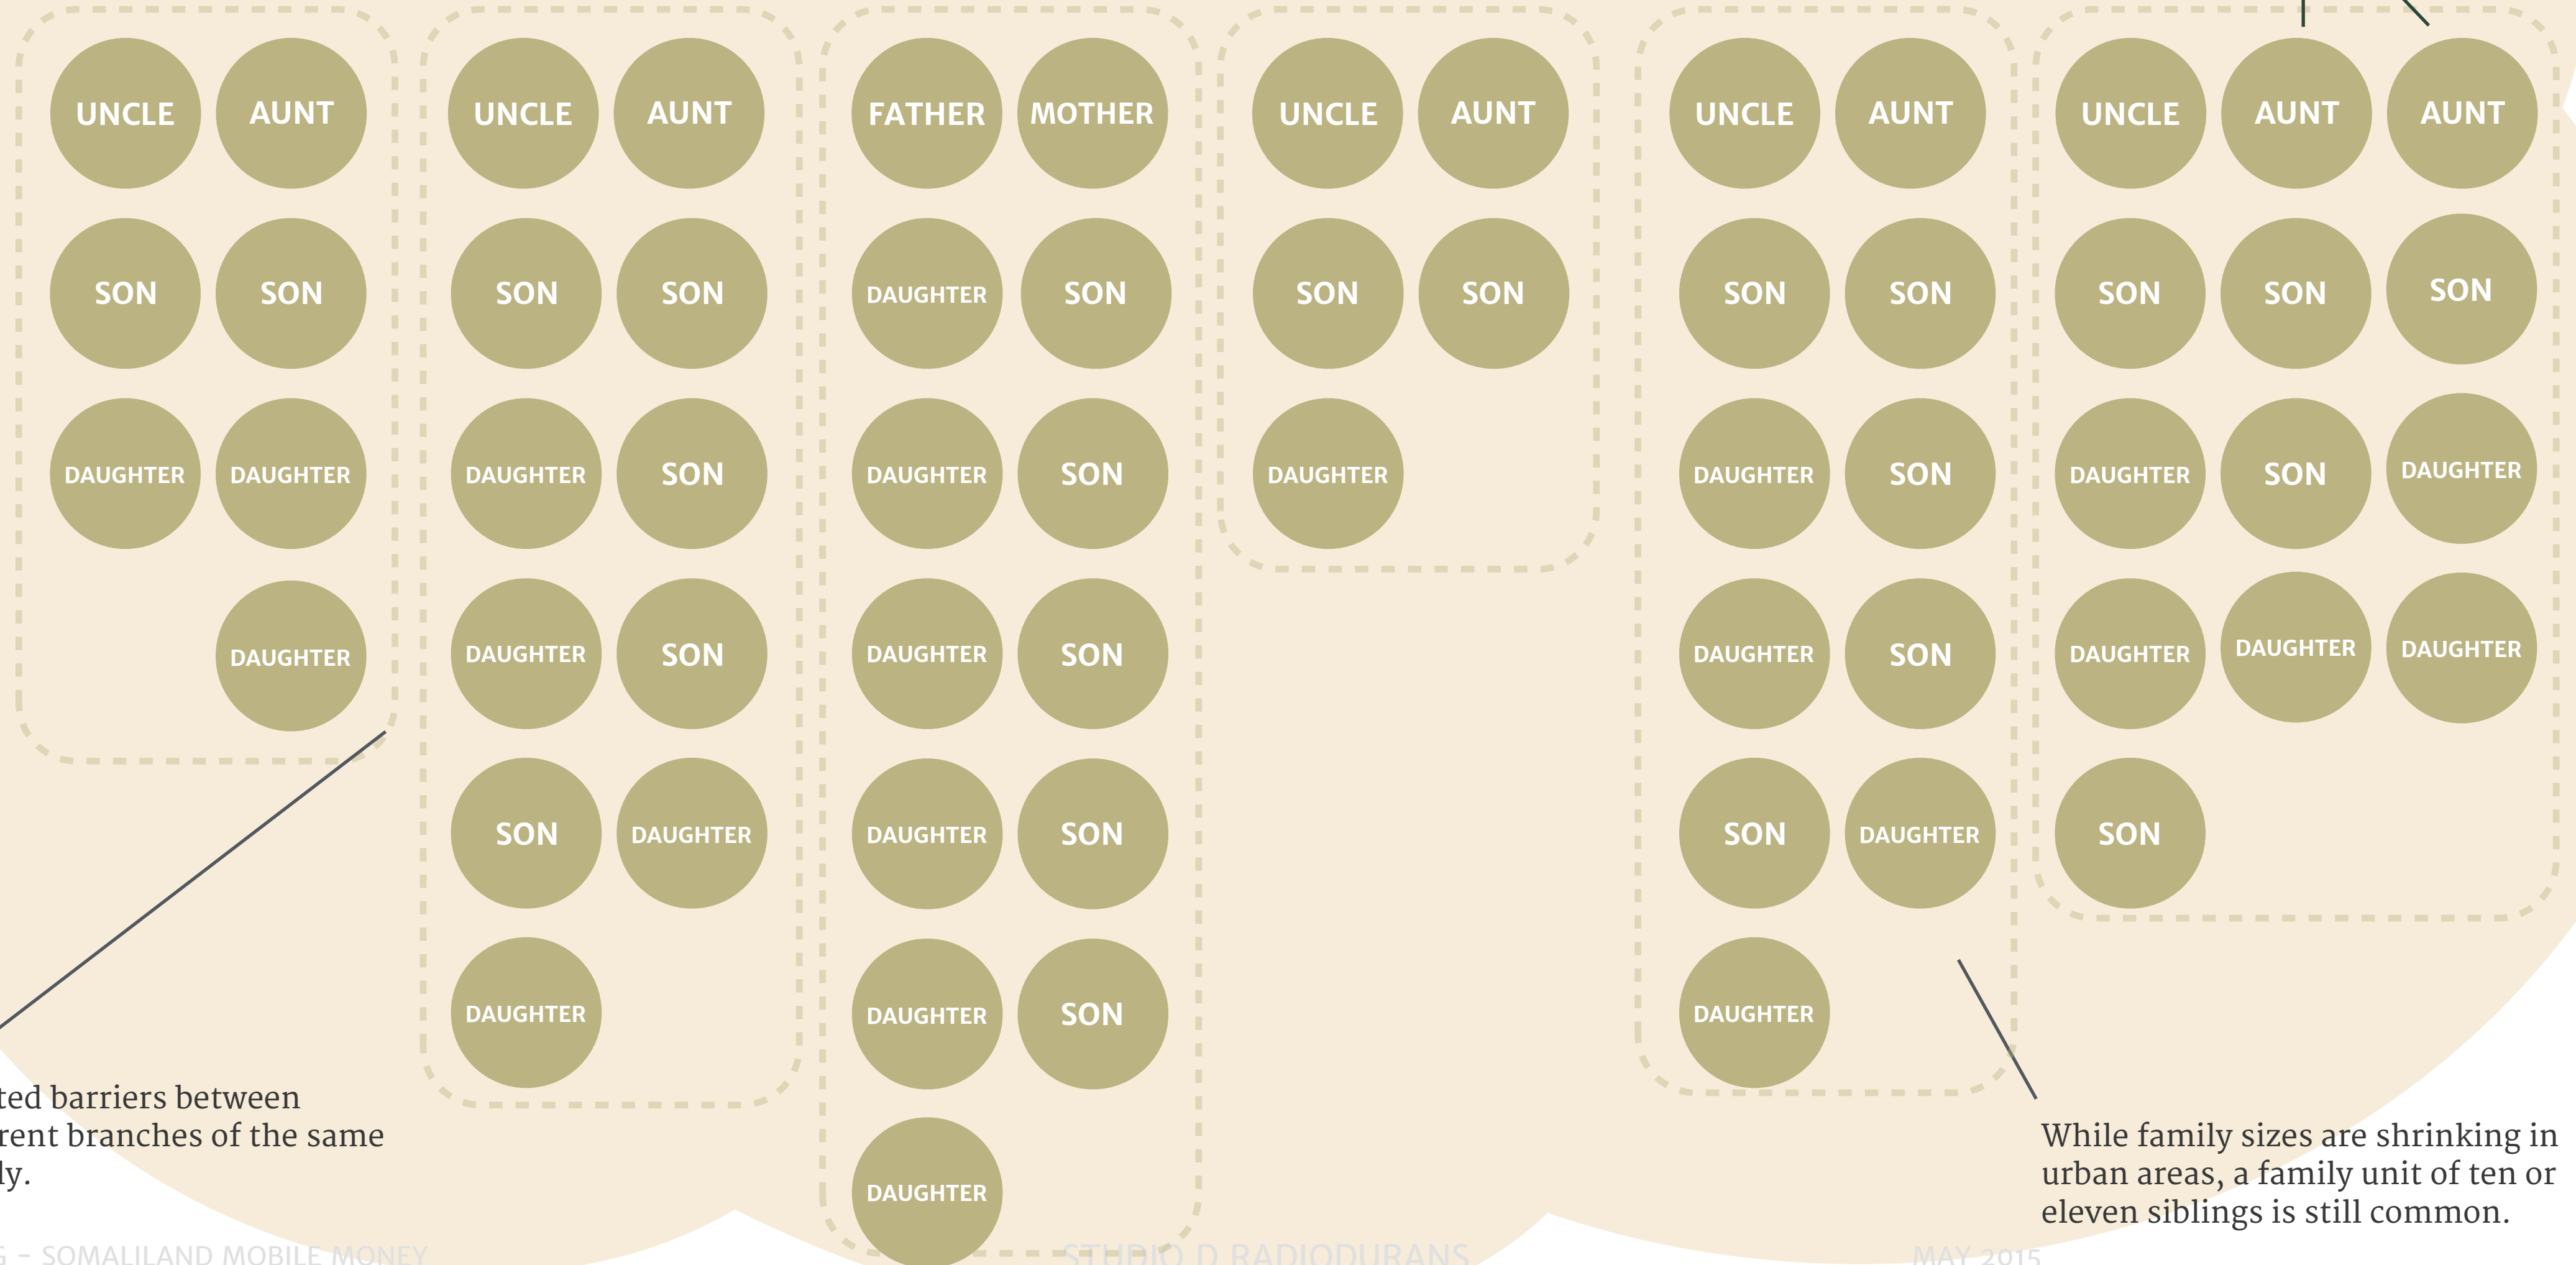 UNCLE AUNT
SON SON
DAUGHTER DAUGHTER
DAUGHTER
UNCLE AUNT
SON SON
DAUGHTER SON
DAUGHTER SON
SON DAUGHTER
DAUGHTER
FATHER MOTHER
DAUGHTER SON
DAUGHTER SON
DAUGHTER SON
DAUGHTER SON
DAUGHTER SON
DAUGHTER
UNCLE AUNT
SON SON
DAUGHTER
UNCLE AUNT
SON SON
DAUGHTER SON
DAUGHTER SON
SON DAUGHTER
DAUGHTER
UNCLE AUNT AUNT
SON SON SON
DAUGHTER SON DAUGHTER
DAUGHTER DAUGHTER DAUGHTER
SON
ted barriers between
rent branches of the same
ly.
While family sizes are shrinking in
urban areas, a family unit of ten or
eleven siblings is still common.
G – SOMALILAND MOBILE MONEY
STUDIO D RADIODURANS
MAY 2015